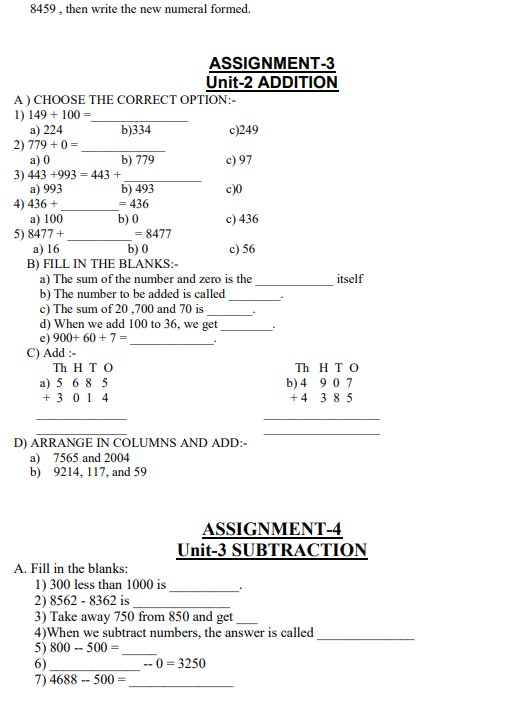 8459 , then write the new numeral formed.
ASSIGNMENT-3
Unit-2 ADDITION
A ) CHOOSE THE CORRECT OPTION:-
1) 149 + 100 = ______________
a) 224 b)334 c)249
2) 779 + 0 = ____________
a) 0 b) 779 c) 97
3) 443 +993 = 443 + ____________
a) 993 b) 493 c)0
4) 436 + _________ = 436
a) 100 b) 0 c) 436
5) 8477 + __________ = 8477
a) 16 b) 0 c) 56
B) FILL IN THE BLANKS:-
a) The sum of the number and zero is the ____________ itself
b) The number to be added is called ________.
c) The sum of 20 ,700 and 70 is _______.
d) When we add 100 to 36, we get ________.
e) 900+ 60 + 7 = ____________.
C) Add :-
Th H T O Th H T O
a) 5 6 8 5 b) 4 9 0 7
+ 3 0 1 4 + 4 3 8 5
D) ARRANGE IN COLUMNS AND ADD:-
a) 7565 and 2004
b) 9214, 117, and 59
ASSIGNMENT-4
Unit-3 SUBTRACTION
A. Fill in the blanks:
1) 300 less than 1000 is __________.
2) 8562 - 8362 is ______________
3) Take away 750 from 850 and get ___
4)When we subtract numbers, the answer is called ______________
5) 800 -- 500 = _____
6) _____________ -- 0 = 3250
7) 4688 -- 500 = _______________